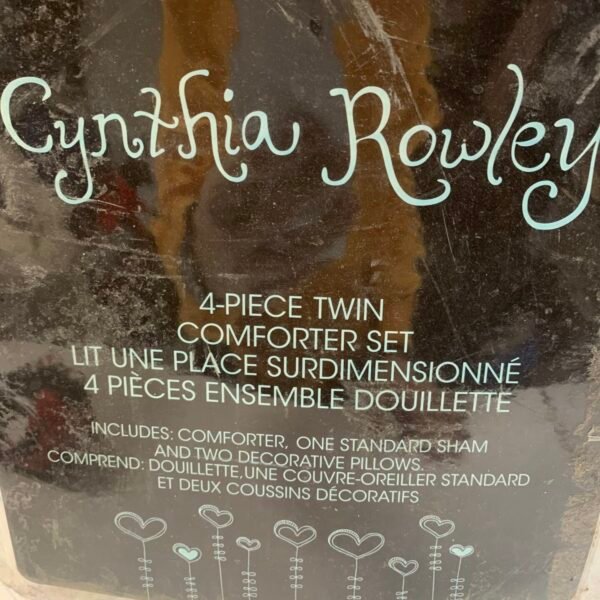 Cynthia Rowley
4-PIECE TWIN
COMFORTER SET
LIT UNE PLACE SURDIMENSIONNÉ
4 PIÈCES ENSEMBLE DOUILLETTE
INCLUDES: COMFORTER, ONE STANDARD SHAM
AND TWO DECORATIVE PILLOWS.
COMPREND: DOUILLETTE, UNE COUVRE-OREILLER STANDARD
ET DEUX COUSSINS DÉCORATIFS